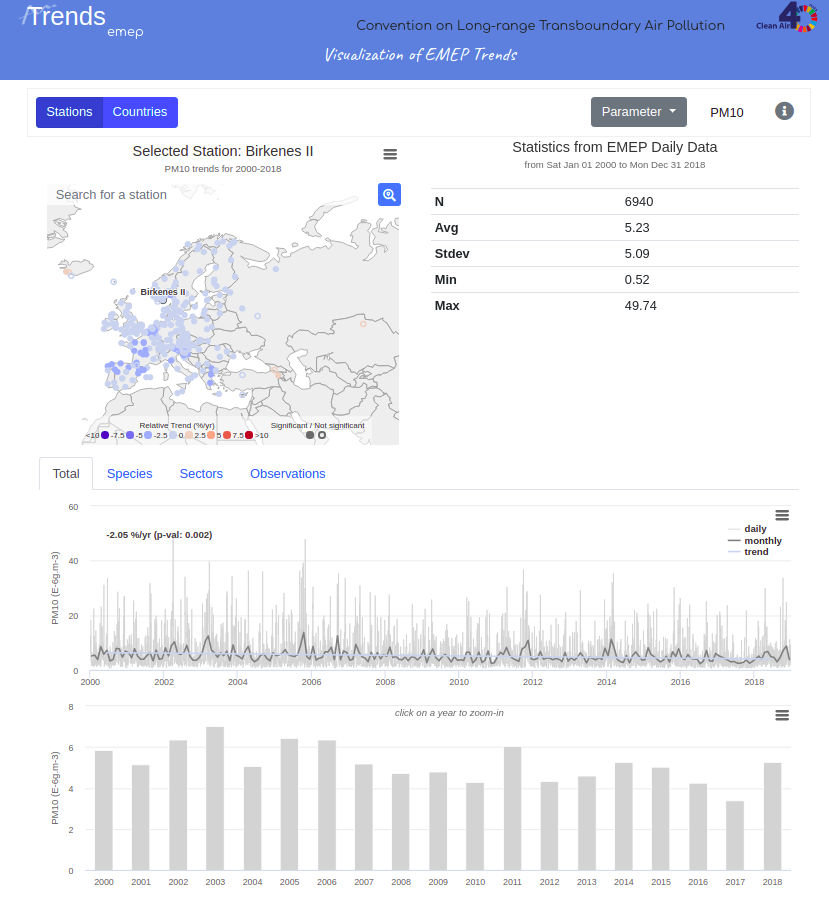 Trends
emep
Convention on Long-range Transboundary Air Pollution
40
Clean Air
Visualization of EMEP Trends
Stations
Countries
Parameter
PM10
Selected Station: Birkenes II
PM10 trends for 2000-2018
Statistics from EMEP Daily Data
from Sat Jan 01 2000 to Mon Dec 31 2018
Search for a station
N 6940
Avg 5.23
Stdev 5.09
Min 0.52
Max 49.74
Birkenes II
Relative Trend (%/yr)
Significant / Not significant
<10 -7.5 -5 -2.5 0 2.5 5 7.5 >10
Total Species Sectors Observations
60
-2.05 %/yr (p-val: 0.002)
daily
monthly
trend
40
PM10 (E-6g.m-3)
20
0
2000 2002 2004 2006 2008 2010 2012 2014 2016 2018
8
click on a year to zoom-in
6
PM10 (E-6g.m-3)
4
2
0
2000 2001 2002 2003 2004 2005 2006 2007 2008 2009 2010 2011 2012 2013 2014 2015 2016 2017 2018